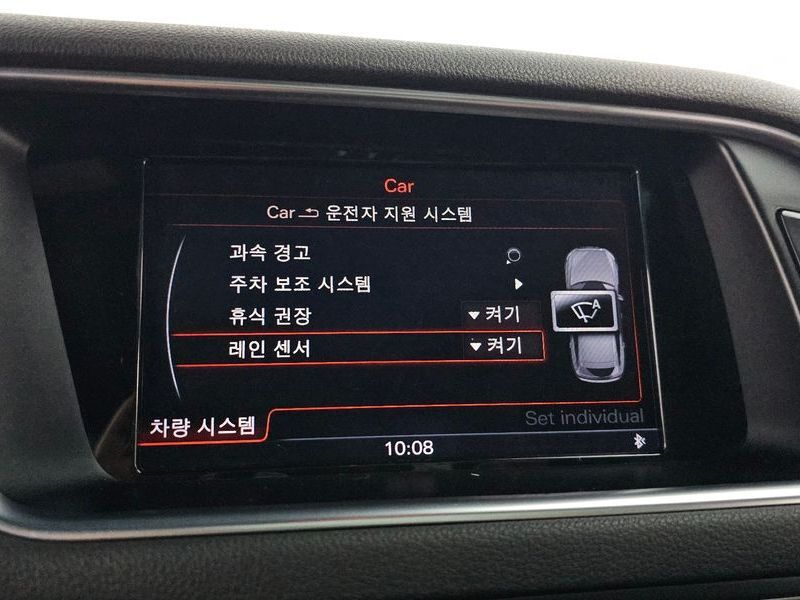 Car
Car 운전자 지원 시스템
과속 경고
주차 보조 시스템
휴식 권장 켜기
레인 센서 켜기
A
차량 시스템
Set individual
10:08